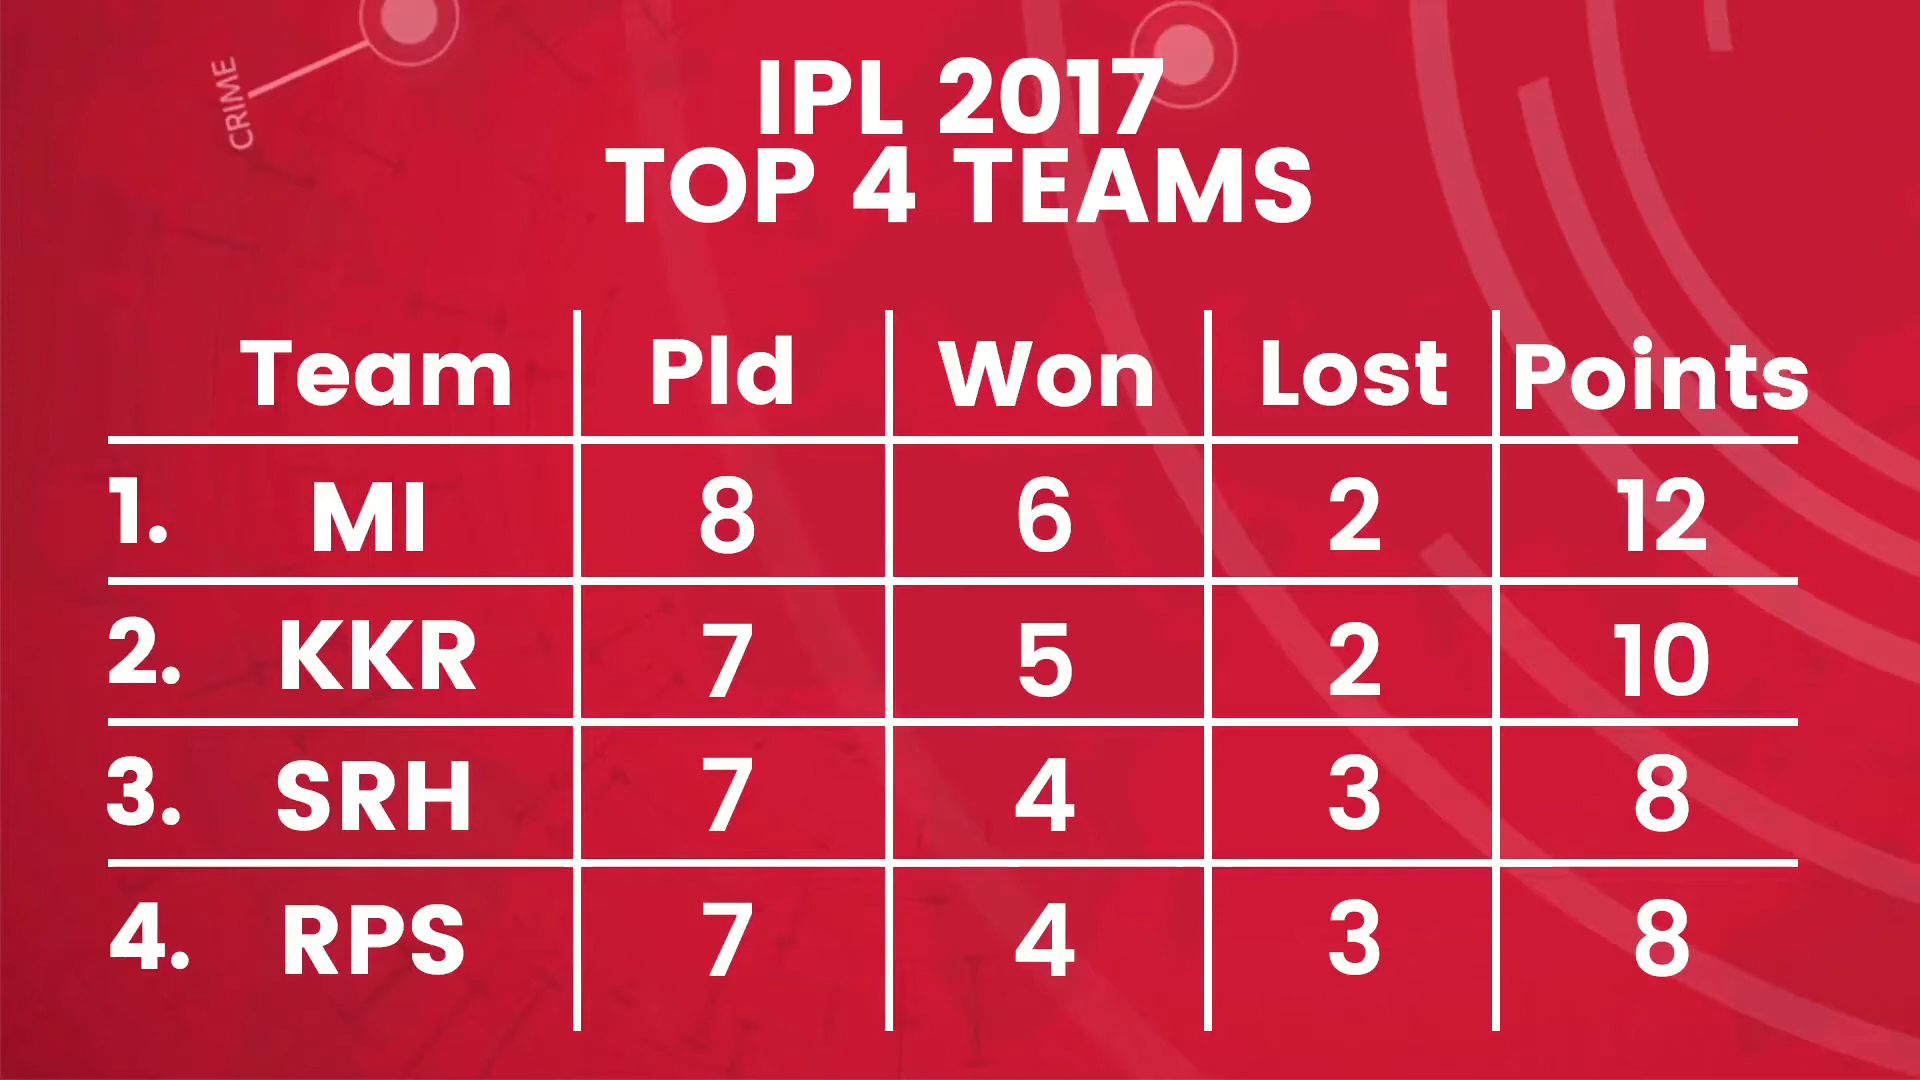 CRIME
IPL 2017
TOP 4 TEAMS
Team Pld Won Lost Points
1. MI 8 6 2 12
2. KKR 7 5 2 10
3. SRH 7 4 3 8
4. RPS 7 4 3 8